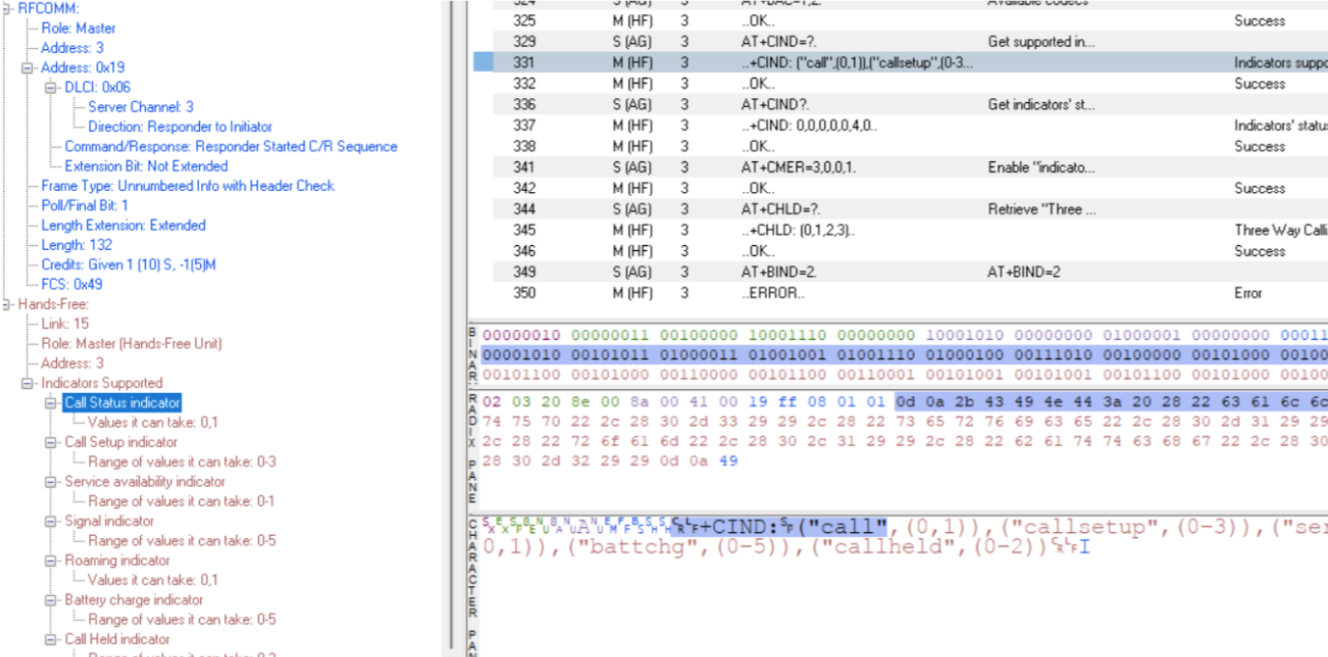 RFCOMM:
Role: Master
Address: 3
Address: 0x19
DLCI: 0x06
Server Channel: 3
Direction: Responder to Initiator
Command/Response: Responder Started C/R Sequence
Extension Bit: Not Extended
Frame Type: Unnumbered Info with Header Check
Poll/Final Bit: 1
Length Extension: Extended
Length: 132
Credits: Given 1 (10) S, -1(5)M
FCS: 0x49
Hands-Free:
Link: 15
Role: Master (Hands-Free Unit)
Address: 3
Indicators Supported
Call Status indicator
Values it can take: 0,1
Call Setup indicator
Range of values it can take: 0-3
Service availability indicator
Range of values it can take: 0-1
Signal indicator
Range of values it can take: 0-5
Roaming indicator
Values it can take: 0,1
Battery charge indicator
Range of values it can take: 0-5
Call Held indicator
324 S (AG) 3 AT+BAC=1,2. Available codecs
325 M (HF) 3 ..OK.. Success
329 S (AG) 3 AT+CIND=?. Get supported in...
331 M (HF) 3 ..+CIND: ("call",(0,1)),("callsetup",(0-3... Indicators suppo
332 M (HF) 3 ..OK.. Success
336 S (AG) 3 AT+CIND?. Get indicators' st...
337 M (HF) 3 ..+CIND: 0,0,0,0,0,4,0.. Indicators' statu
338 M (HF) 3 ..OK.. Success
341 S (AG) 3 AT+CMER=3,0,0,1. Enable "indicato...
342 M (HF) 3 ..OK.. Success
344 S (AG) 3 AT+CHLD=?. Retrieve "Three ...
345 M (HF) 3 ..+CHLD: (0,1,2,3).. Three Way Calli
346 M (HF) 3 ..OK.. Success
349 S (AG) 3 AT+BIND=2. AT+BIND=2
350 M (HF) 3 ..ERROR.. Error
BINAR
00000010 00000011 00100000 10001110 00000000 10001010 00000000 01000001 00000000 00011
00001010 00101011 01000011 01001001 01001110 01000100 00111010 00100000 00101000 00100
00101100 00101000 00110000 00101100 00110001 00101001 00101001 00101100 00101000 00100
RADIX PANE
02 03 20 8e 00 8a 00 41 00 19 ff 08 01 01 0d 0a 2b 43 49 4e 44 3a 20 28 22 63 61 6c 6c
74 75 70 22 2c 28 30 2d 33 29 29 2c 28 22 73 65 72 76 69 63 65 22 2c 28 30 2d 31 29 29
2c 28 22 72 6f 61 6d 22 2c 28 30 2c 31 29 29 2c 28 22 62 61 74 74 63 68 67 22 2c 28 30
28 30 2d 32 29 29 0d 0a 49
CHARACTER PAN
+CIND: ("call",(0,1)),("callsetup",(0-3)),("ser
0,1)),("battchg",(0-5)),("callheld",(0-2)) I